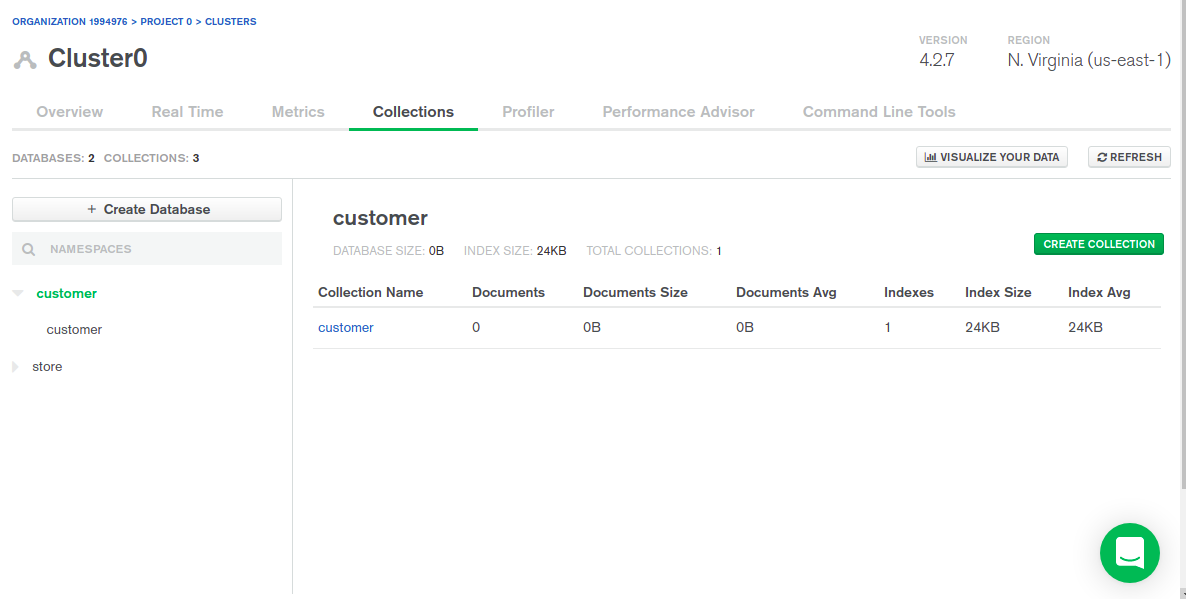 ORGANIZATION 1994976 > PROJECT 0 > CLUSTERS
Cluster0
VERSION
4.2.7
REGION
N. Virginia (us-east-1)
Overview Real Time Metrics Collections Profiler Performance Advisor Command Line Tools
DATABASES: 2 COLLECTIONS: 3
VISUALIZE YOUR DATA
REFRESH
+ Create Database
NAMESPACES
customer
customer
store
customer
DATABASE SIZE: 0B INDEX SIZE: 24KB TOTAL COLLECTIONS: 1
CREATE COLLECTION
Collection Name Documents Documents Size Documents Avg Indexes Index Size Index Avg
customer 0 0B 0B 1 24KB 24KB